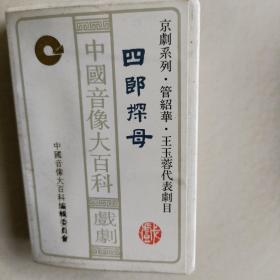 京劇系列·管紹華·王玉蓉代表劇目
四郎探母
中國音像大百科
戲劇
中國音像大百科編輯委員會